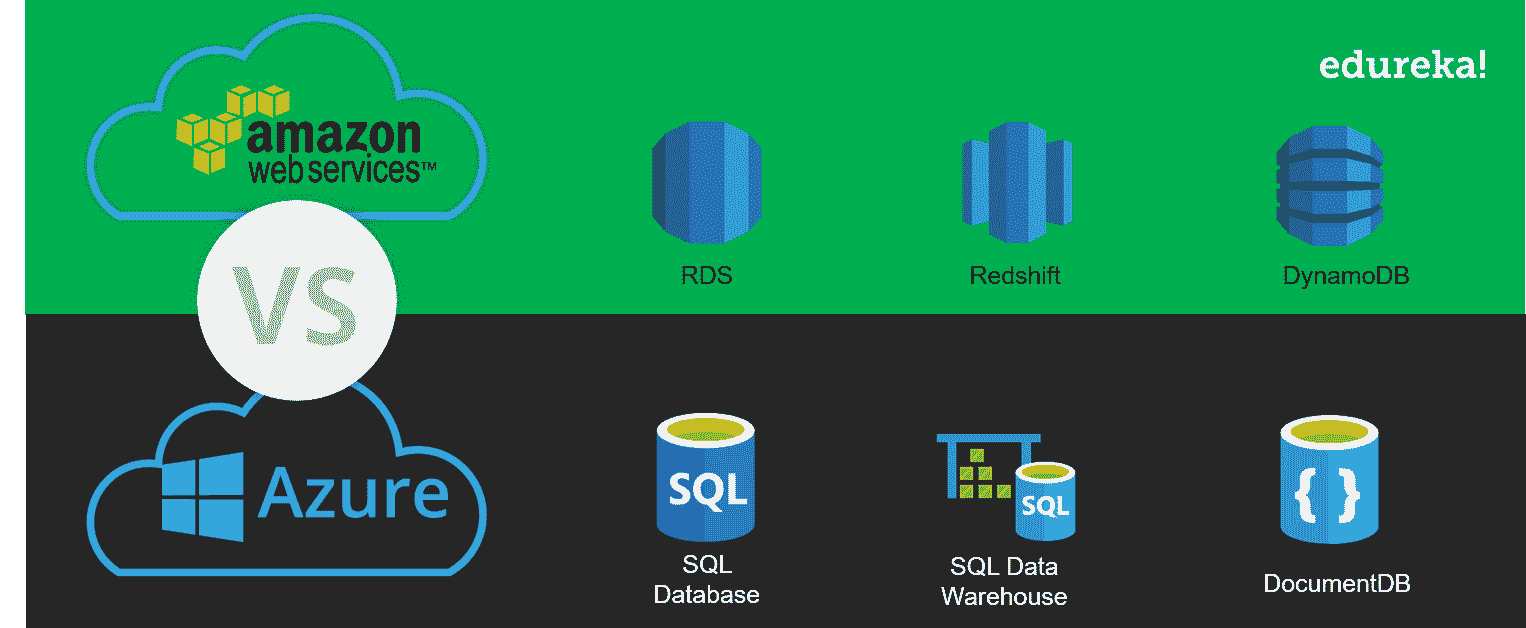 edureka!
amazon
web services™
RDS
Redshift
DynamoDB
VS
Azure
SQL
SQL
Database
SQL
SQL Data
Warehouse
{ }
DocumentDB